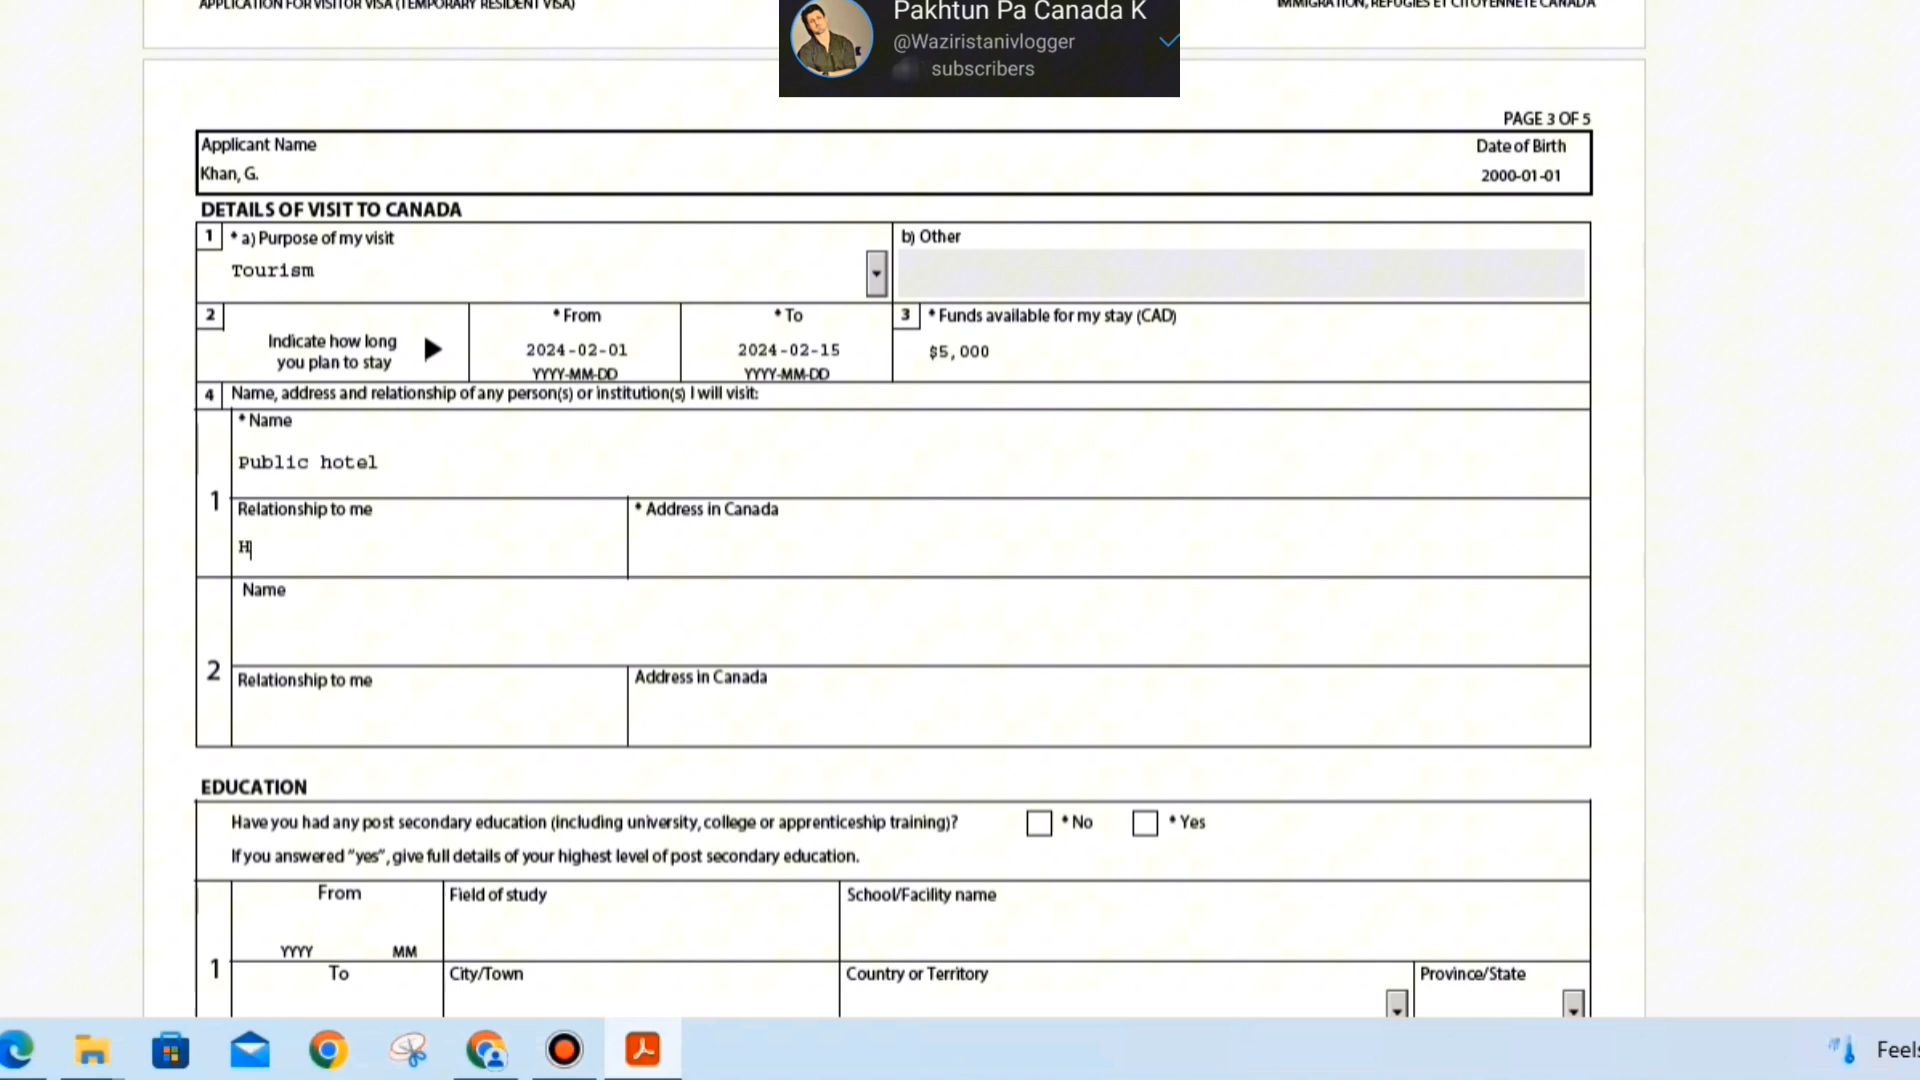 APPLICATION FOR VISITOR VISA (TEMPORARY RESIDENT VISA)
IMMIGRATION, RÉFUGIÉS ET CITOYENNETÉ CANADA
Pakhtun Pa Canada K
@Waziristanivlogger
subscribers
PAGE 3 OF 5
Applicant Name
Date of Birth
Khan, G.
2000-01-01
DETAILS OF VISIT TO CANADA
1 * a) Purpose of my visit
b) Other
Tourism
2
* From
* To
3 * Funds available for my stay (CAD)
Indicate how long
you plan to stay
2024-02-01
2024-02-15
$5,000
YYYY-MM-DD
YYYY-MM-DD
4 Name, address and relationship of any person(s) or institution(s) I will visit:
* Name
Public hotel
1
Relationship to me
* Address in Canada
H
Name
2
Relationship to me
Address in Canada
EDUCATION
Have you had any post secondary education (including university, college or apprenticeship training)? * No * Yes
If you answered "yes", give full details of your highest level of post secondary education.
From
Field of study
School/Facility name
YYYY MM
1
To
City/Town
Country or Territory
Province/State
Feels